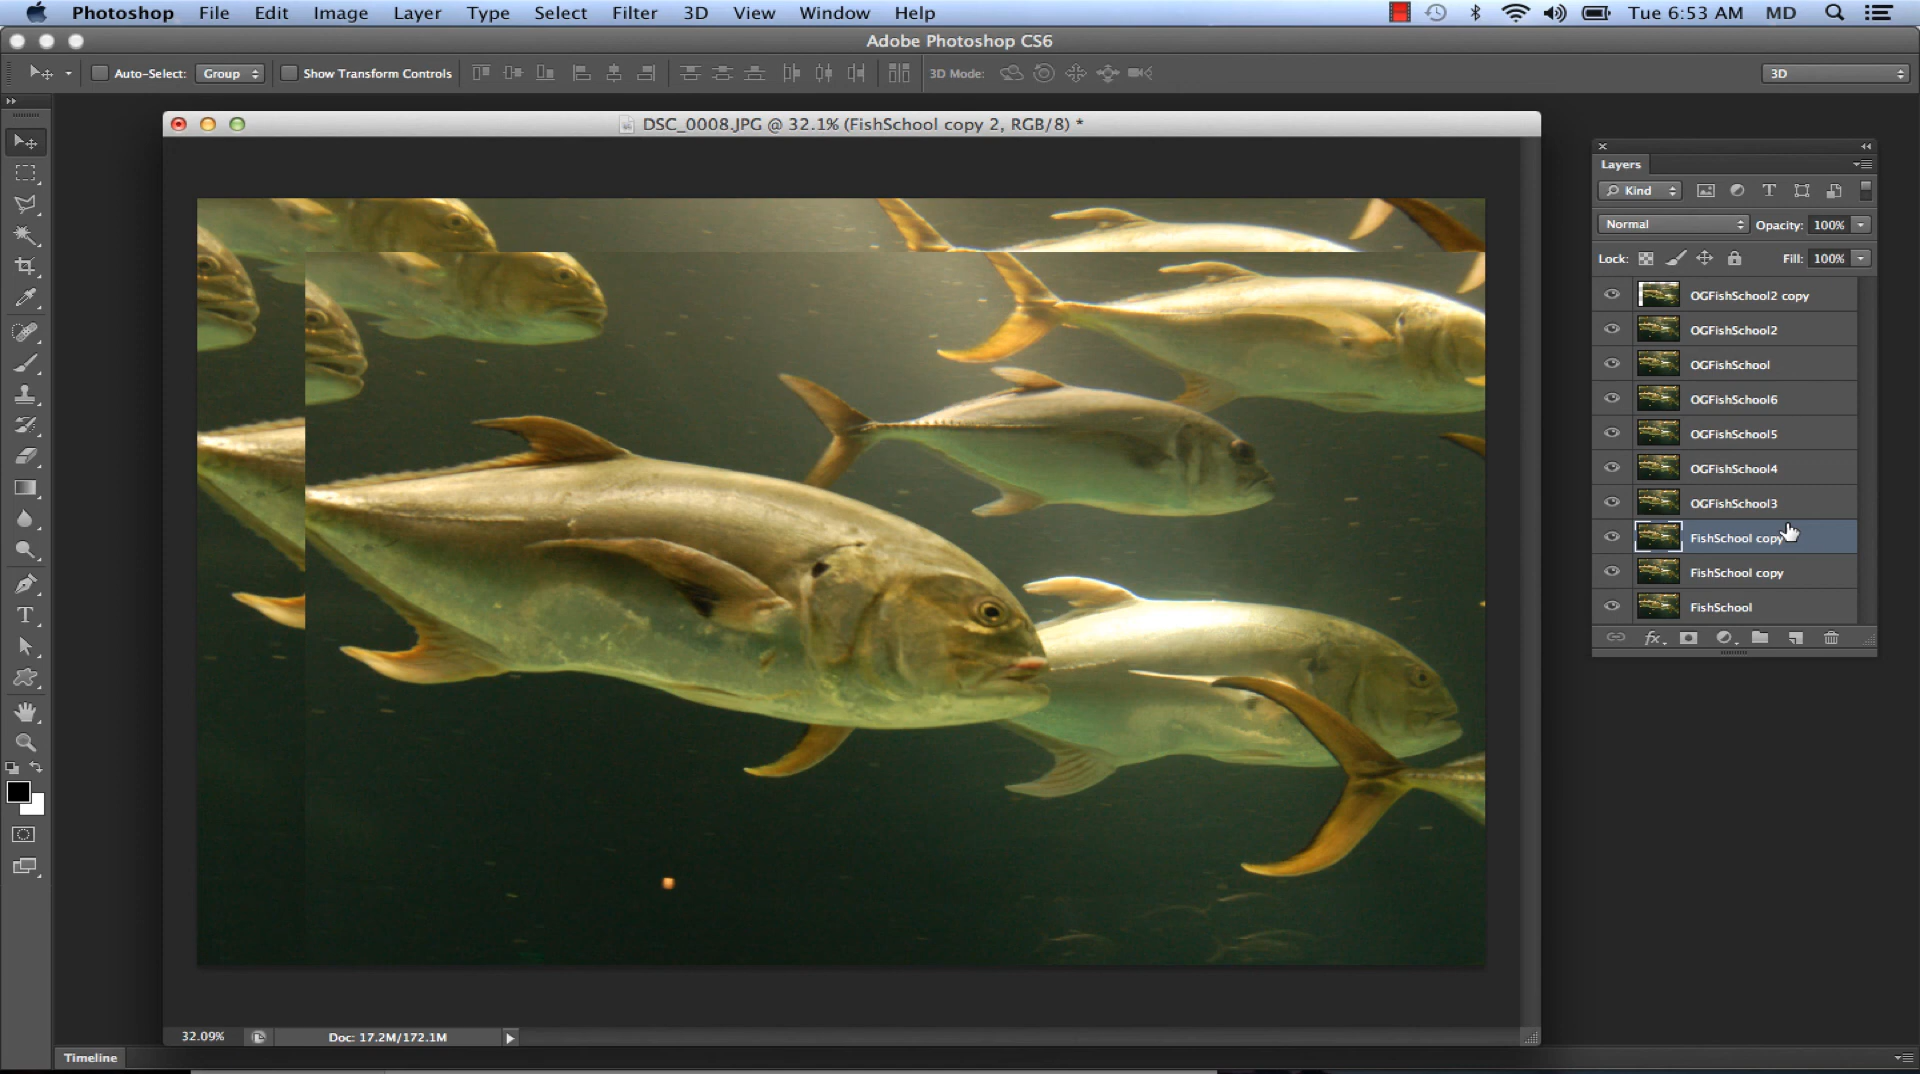 Photoshop File Edit Image Layer Type Select Filter 3D View Window Help Tue 6:53 AM MD
Adobe Photoshop CS6
Auto-Select: Group Show Transform Controls 3D Mode: 3D
DSC_0008.JPG @ 32.1% (FishSchool copy 2, RGB/8) *
Layers
Kind
Normal Opacity: 100%
Lock: Fill: 100%
OGFishSchool2 copy
OGFishSchool2
OGFishSchool
OGFishSchool6
OGFishSchool5
OGFishSchool4
OGFishSchool3
FishSchool copy
FishSchool copy
FishSchool
fx
32.09% Doc: 17.2M/172.1M
Timeline